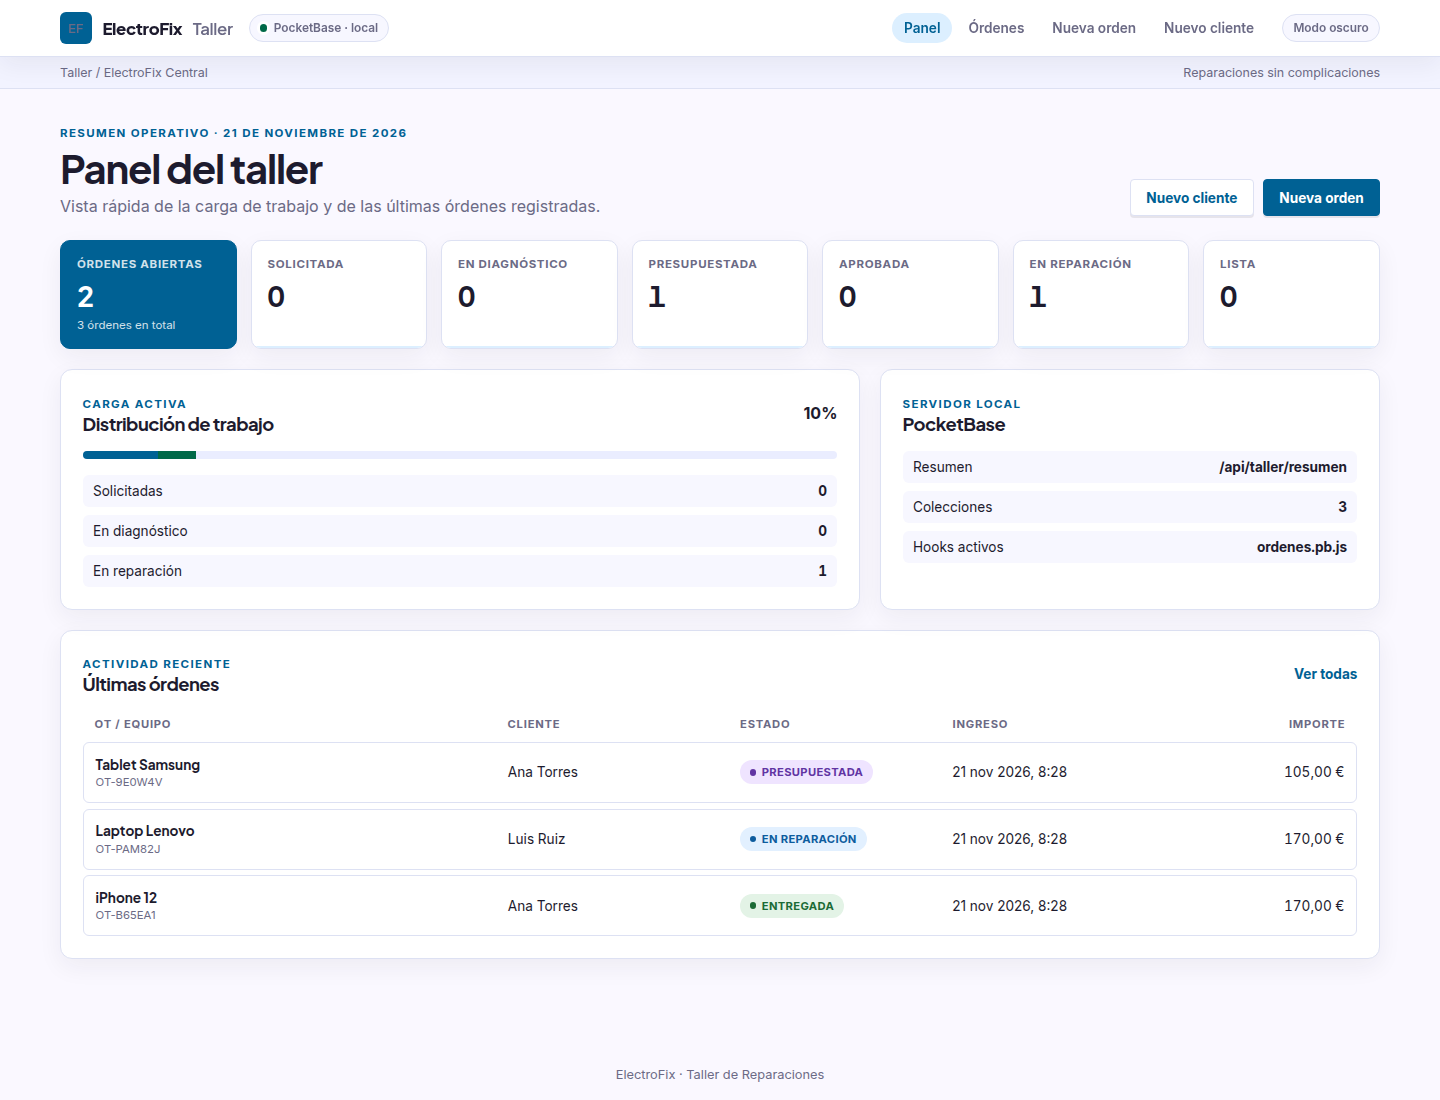 EF ElectroFix Taller PocketBase · local Panel Órdenes Nueva orden Nuevo cliente Modo oscuro
Taller / ElectroFix Central Reparaciones sin complicaciones
RESUMEN OPERATIVO · 21 DE NOVIEMBRE DE 2026
Panel del taller
Vista rápida de la carga de trabajo y de las últimas órdenes registradas.
Nuevo cliente Nueva orden
ÓRDENES ABIERTAS SOLICITADA EN DIAGNÓSTICO PRESUPUESTADA APROBADA EN REPARACIÓN LISTA
2 0 0 1 0 1 0
3 órdenes en total
CARGA ACTIVA
Distribución de trabajo
10%
Solicitadas 0
En diagnóstico 0
En reparación 1
SERVIDOR LOCAL
PocketBase
Resumen /api/taller/resumen
Colecciones 3
Hooks activos ordenes.pb.js
ACTIVIDAD RECIENTE
Últimas órdenes
Ver todas
OT / EQUIPO CLIENTE ESTADO INGRESO IMPORTE
Tablet Samsung
OT-9E0W4V
Ana Torres PRESUPUESTADA 21 nov 2026, 8:28 105,00 €
Laptop Lenovo
OT-PAM82J
Luis Ruiz EN REPARACIÓN 21 nov 2026, 8:28 170,00 €
iPhone 12
OT-B65EA1
Ana Torres ENTREGADA 21 nov 2026, 8:28 170,00 €
ElectroFix · Taller de Reparaciones